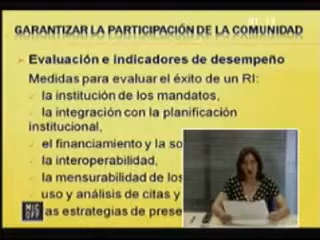 GARANTIZAR LA PARTICIPACIÓN DE LA COMUNIDAD
Evaluación e indicadores de desempeño
Medidas para evaluar el éxito de un RI:
la institución de los mandatos,
la integración con la planificación
institucional,
el financiamiento y la
la interoperabilidad,
la mensurabilidad de los
uso y análisis de citas y
as estrategias de
MIC
OFF